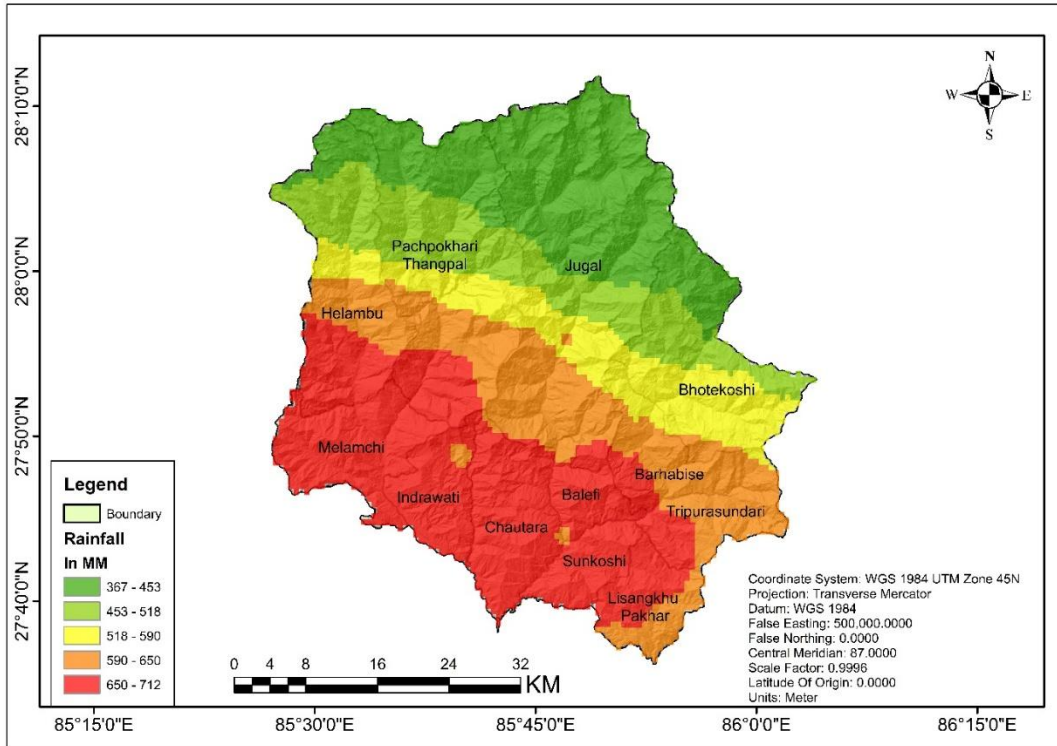 N
W E
S
28°10'0"N
28°0'0"N
27°50'0"N
27°40'0"N
Pachpokhari
Thangpal
Jugal
Helambu
Bhotekoshi
Melamchi
Barhabise
Indrawati
Balefi
Tripurasundari
Chautara
Sunkoshi
Lisangkhu
Pakhar
Legend
Boundary
Rainfall
In MM
367 - 453
453 - 518
518 - 590
590 - 650
650 - 712
0 4 8 16 24 32
KM
Coordinate System: WGS 1984 UTM Zone 45N
Projection: Transverse Mercator
Datum: WGS 1984
False Easting: 500,000.0000
False Northing: 0.0000
Central Meridian: 87.0000
Scale Factor: 0.9996
Latitude Of Origin: 0.0000
Units: Meter
85°15'0"E 85°30'0"E 85°45'0"E 86°0'0"E 86°15'0"E